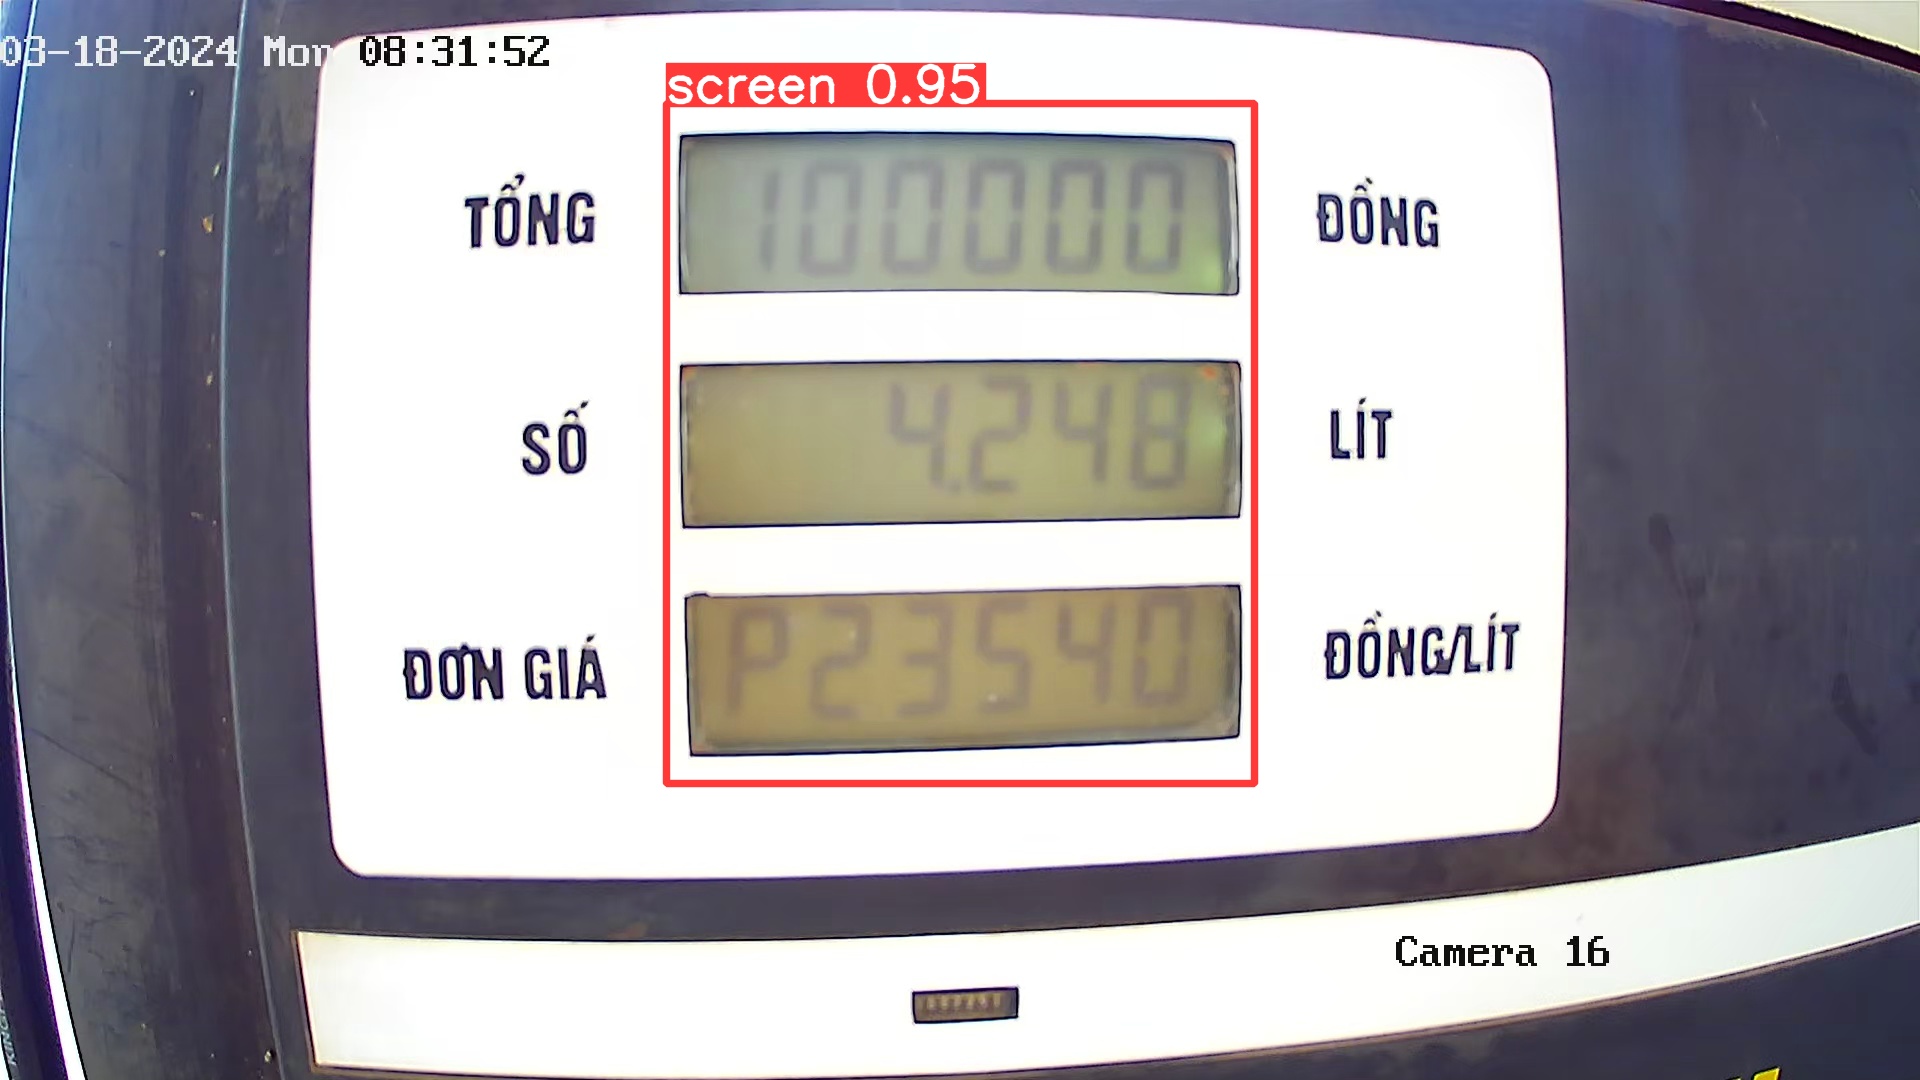 03-18-2024 Mon 08:31:52
screen 0.95
TỔNG 100000 ĐỒNG
SỐ 4.248 LÍT
ĐƠN GIÁ P23540 ĐỒNG/LÍT
Camera 16